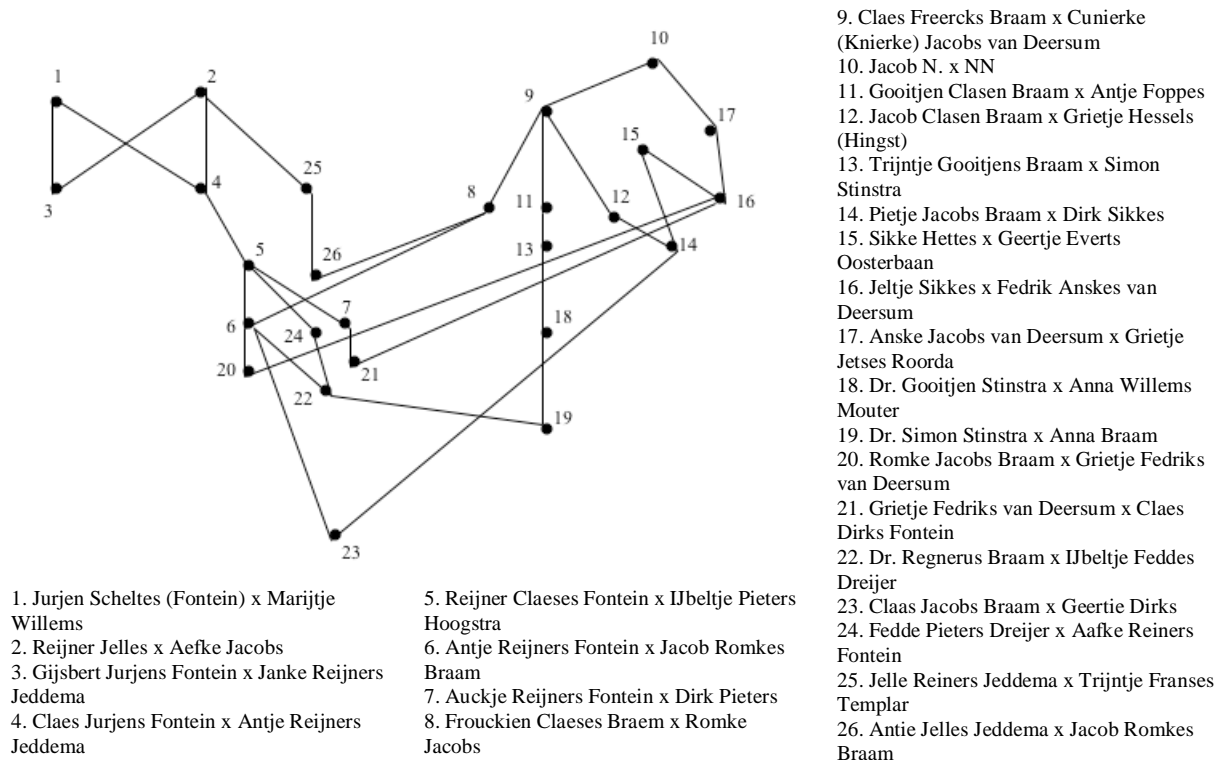 10
1
2
9
17
15
25
3
4
8
11
12
16
26
13
14
5
7
6
24
18
20
21
22
19
23
1. Jurjen Scheltes (Fontein) x Marijtje
Willems
2. Reijner Jelles x Aefke Jacobs
3. Gijsbert Jurjens Fontein x Janke Reijners
Jeddema
4. Claes Jurjens Fontein x Antje Reijners
Jeddema
5. Reijner Claeses Fontein x IJbeltje Pieters
Hoogstra
6. Antje Reijners Fontein x Jacob Romkes
Braam
7. Auckje Reijners Fontein x Dirk Pieters
8. Frouckien Claeses Braem x Romke
Jacobs
9. Claes Freercks Braam x Cunierke
(Knierke) Jacobs van Deersum
10. Jacob N. x NN
11. Gooitjen Clasen Braam x Antje Foppes
12. Jacob Clasen Braam x Grietje Hessels
(Hingst)
13. Trijntje Gooitjens Braam x Simon
Stinstra
14. Pietje Jacobs Braam x Dirk Sikkes
15. Sikke Hettes x Geertje Everts
Oosterbaan
16. Jeltje Sikkes x Fedrik Anskes van
Deersum
17. Anske Jacobs van Deersum x Grietje
Jetses Roorda
18. Dr. Gooitjen Stinstra x Anna Willems
Mouter
19. Dr. Simon Stinstra x Anna Braam
20. Romke Jacobs Braam x Grietje Fedriks
van Deersum
21. Grietje Fedriks van Deersum x Claes
Dirks Fontein
22. Dr. Regnerus Braam x IJbeltje Feddes
Dreijer
23. Claas Jacobs Braam x Geertie Dirks
24. Fedde Pieters Dreijer x Aafke Reiners
Fontein
25. Jelle Reiners Jeddema x Trijntje Franses
Templar
26. Antie Jelles Jeddema x Jacob Romkes
Braam